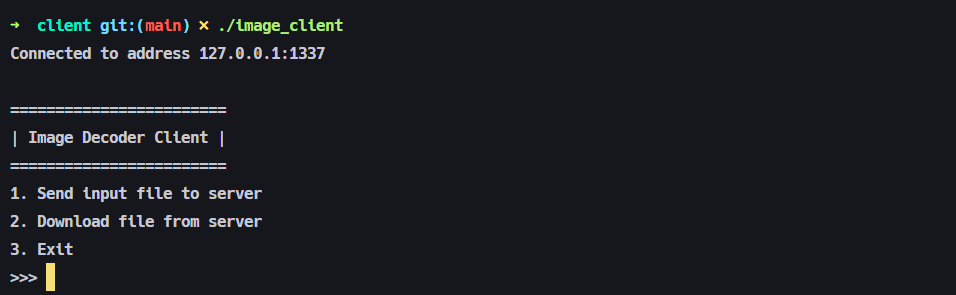 ➜  client git:(main) ✗ ./image_client
Connected to address 127.0.0.1:1337
========================
| Image Decoder Client |
========================
1. Send input file to server
2. Download file from server
3. Exit
>>>